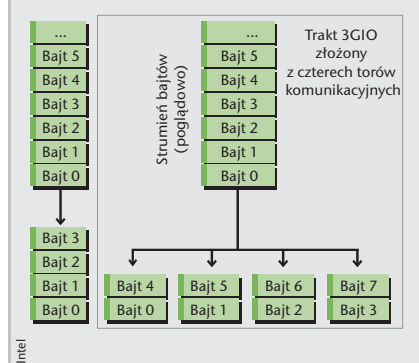 ...
Bajt 5
Bajt 4
Bajt 3
Bajt 2
Bajt 1
Bajt 0
Bajt 3
Bajt 2
Bajt 1
Bajt 0
Strumień bajtów
(poglądowo)
...
Bajt 5
Bajt 4
Bajt 3
Bajt 2
Bajt 1
Bajt 0
Trakt 3GIO
złożony
z czterech torów
komunikacyjnych
Bajt 4 Bajt 5 Bajt 6 Bajt 7
Bajt 0 Bajt 1 Bajt 2 Bajt 3
Intel